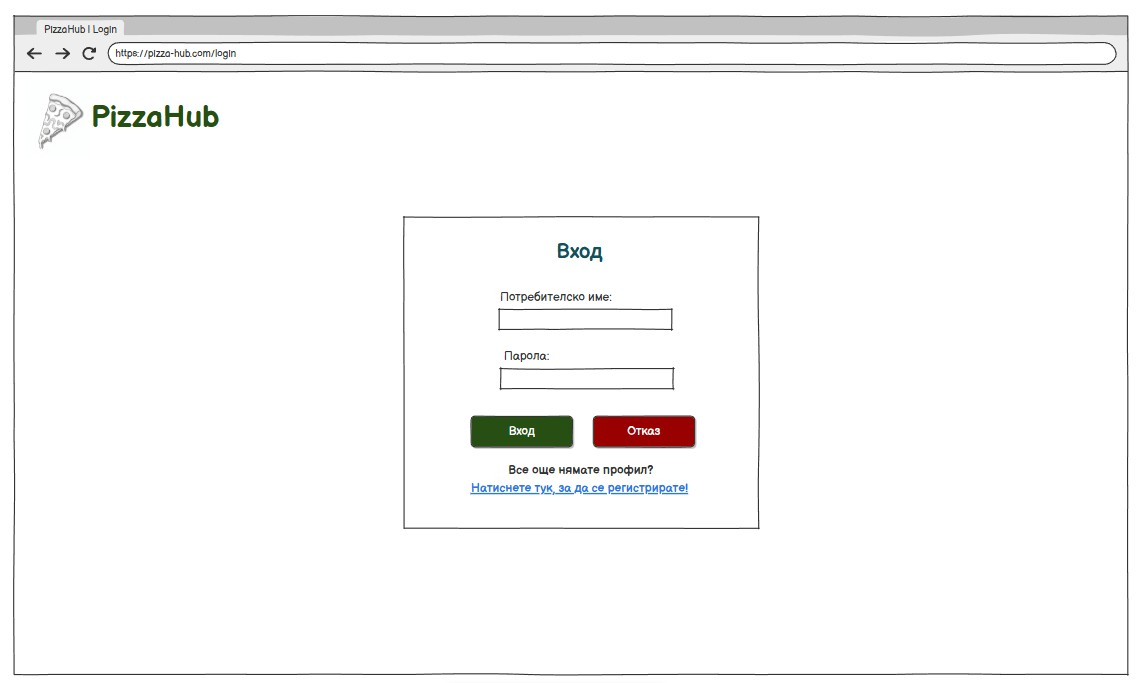 PizzaHub | Login
https://pizza-hub.com/login
PizzaHub
Вход
Потребителско име:
Парола:
Вход
Отказ
Все още нямате профил?
Натиснете тук, за да се регистрирате!